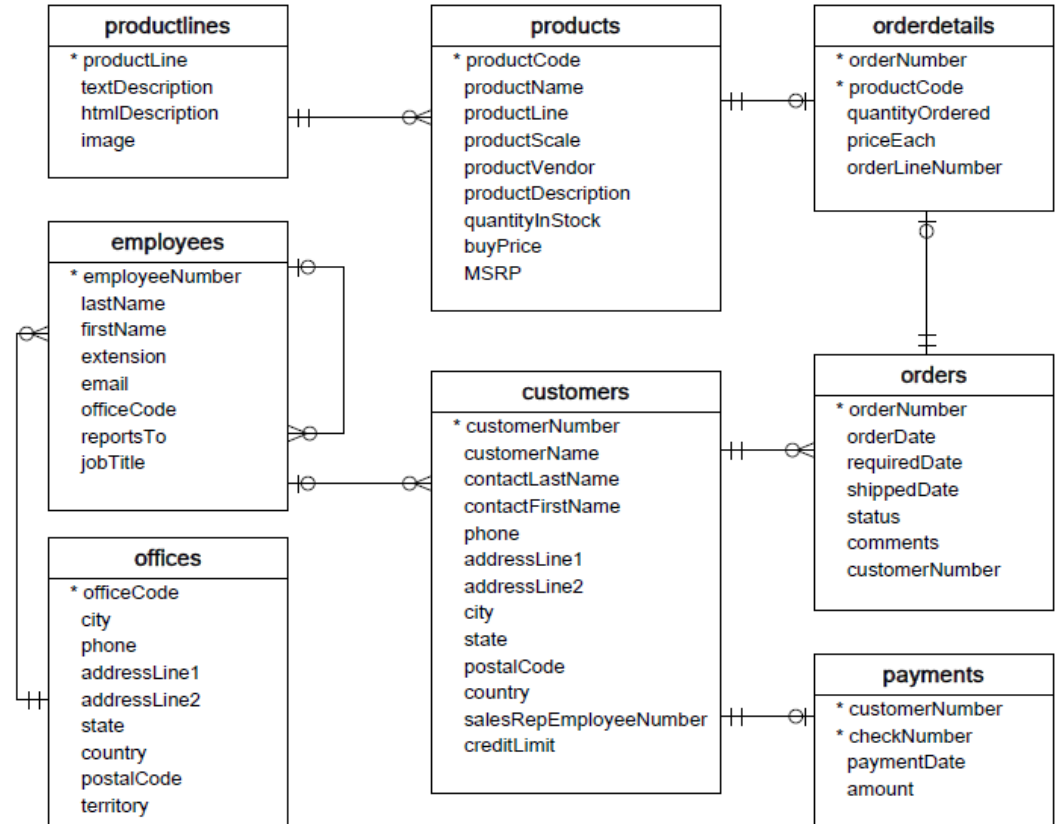 productlines
* productLine
textDescription
htmlDescription
image
products
* productCode
productName
productLine
productScale
productVendor
productDescription
quantityInStock
buyPrice
MSRP
orderdetails
* orderNumber
* productCode
quantityOrdered
priceEach
orderLineNumber
employees
* employeeNumber
lastName
firstName
extension
email
officeCode
reportsTo
jobTitle
customers
* customerNumber
customerName
contactLastName
contactFirstName
phone
addressLine1
addressLine2
city
state
postalCode
country
salesRepEmployeeNumber
creditLimit
orders
* orderNumber
orderDate
requiredDate
shippedDate
status
comments
customerNumber
offices
* officeCode
city
phone
addressLine1
addressLine2
state
country
postalCode
territory
payments
* customerNumber
* checkNumber
paymentDate
amount